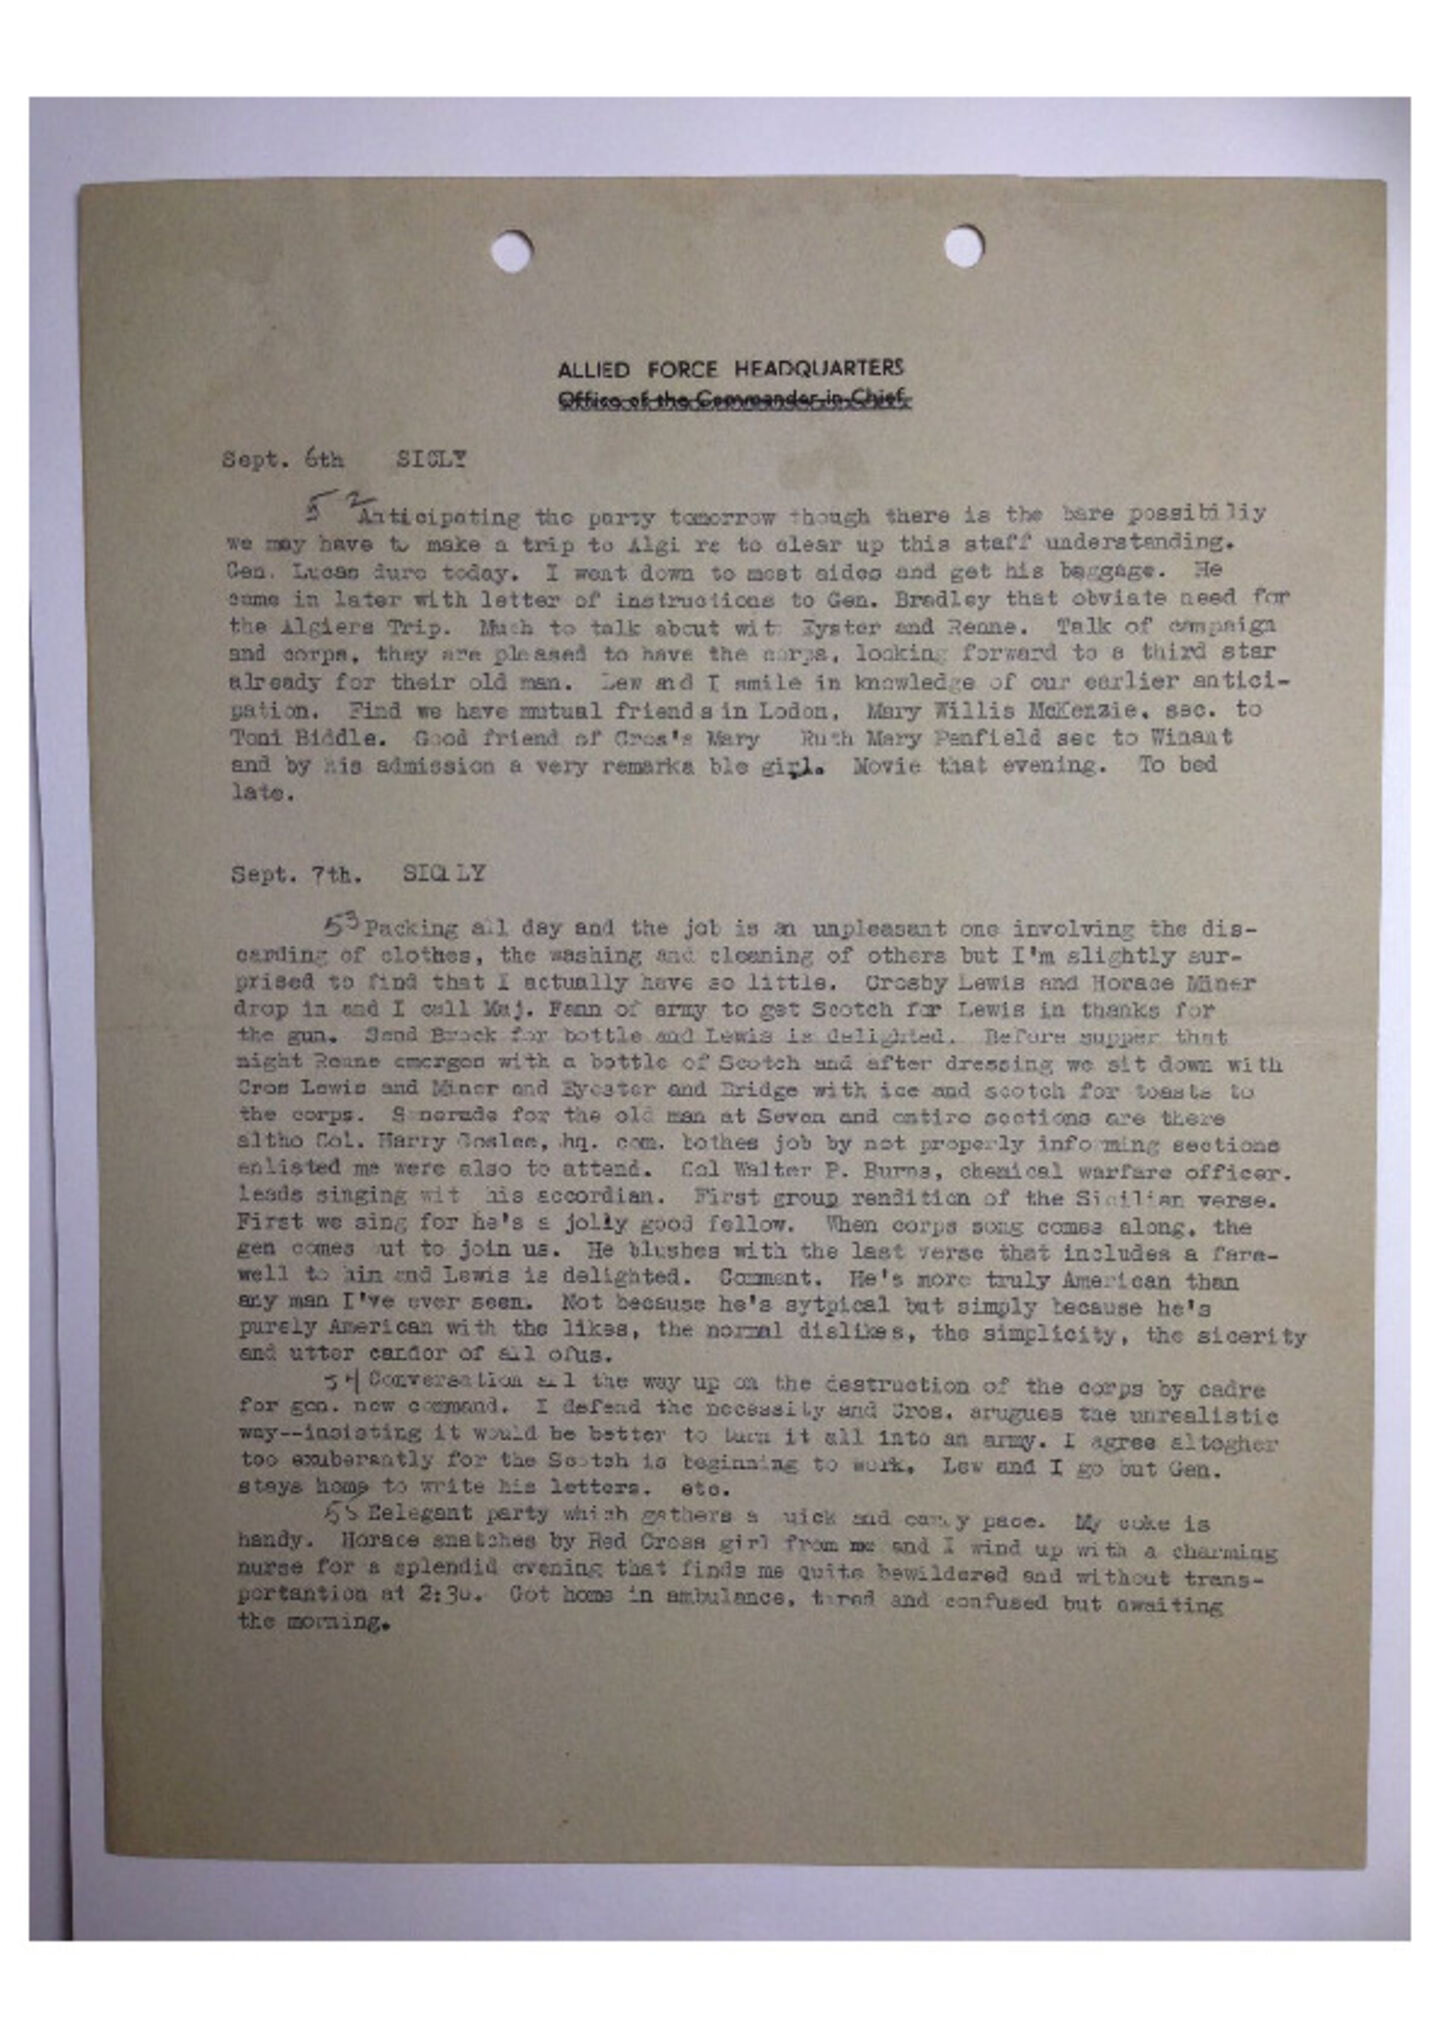 ALLIED FORCE HEADQUARTERS
Office of the Commander-in-Chief
Sept. 6th SICLY
52 Anticipating the party tomorrow though there is the bare possibiliy
we may have to make a trip to Algi rs to clear up this staff understanding.
Gen. Lucas durs today. I went down to meet aides and get his baggage. He
came in later with letter of instructions to Gen. Bradley that obviate need for
the Algiers Trip. Much to talk about wit Eyster and Renne. Talk of campaign
and corps, they are pleased to have the corps, looking forward to a third star
already for their old man. Lew and I smile in knowledge of our earlier antici-
pation. Find we have mutual friends in Lodon, Mary Willis McKenzie, sec. to
Toni Biddle. Good friend of Cros's Mary Ruth Mary Penfield sec to Winant
and by his admission a very remarka ble girl. Movie that evening. To bed
late.
Sept. 7th. SICLLY
53 Packing all day and the job is an unpleasant one involving the dis-
carding of clothes, the washing and cleaning of others but I'm slightly sur-
prised to find that I actually have so little. Crosby Lewis and Horace Miner
drop in and I call Maj. Fann of army to get Scotch for Lewis in thanks for
the gun. Send Brock for bottle and Lewis is delighted. Before supper that
night Renne emerges with a bottle of Scotch and after dressing we sit down with
Cros Lewis and Miner and Eyester and Bridge with ice and scotch for toasts to
the corps. S nerade for the old man at Seven and entire sections are there
altho Col. Harry Goslee, hq. com. bothes job by not properly informing sections
enlisted me were also to attend. Col Walter P. Burns, chemical warfare officer.
leads singing wit his accordian. First group rendition of the Sicilian verse.
First we sing for he's a jolly good fellow. When corps song comes along, the
gen comes ut to join us. He blushes with the last verse that includes a fare-
well to him and Lewis is delighted. Comment. He's more truly American than
any man I've ever seen. Not because he's sytpical but simply because he's
purely American with the likes, the normal dislikes, the simplicity, the sicerity
and utter candor of all ofus.
54 Conversation all the way up on the destruction of the corps by cadre
for gen. new command. I defend the necessity and Cros. arugues the unrealistic
way--insisting it would be better to turn it all into an army. I agree altogher
too exuberantly for the Scotch is beginning to work. Lew and I go but Gen.
stays home to write his letters. etc.
55 Eelegant party which gathers a uick and canny pace. My coke is
handy. Horace snatches by Red Cross girl from me and I wind up with a charming
nurse for a splendid evening that finds me quite bewildered and without trans-
portantion at 2:30. Got home in ambulance, tired and confused but awaiting
the morning.